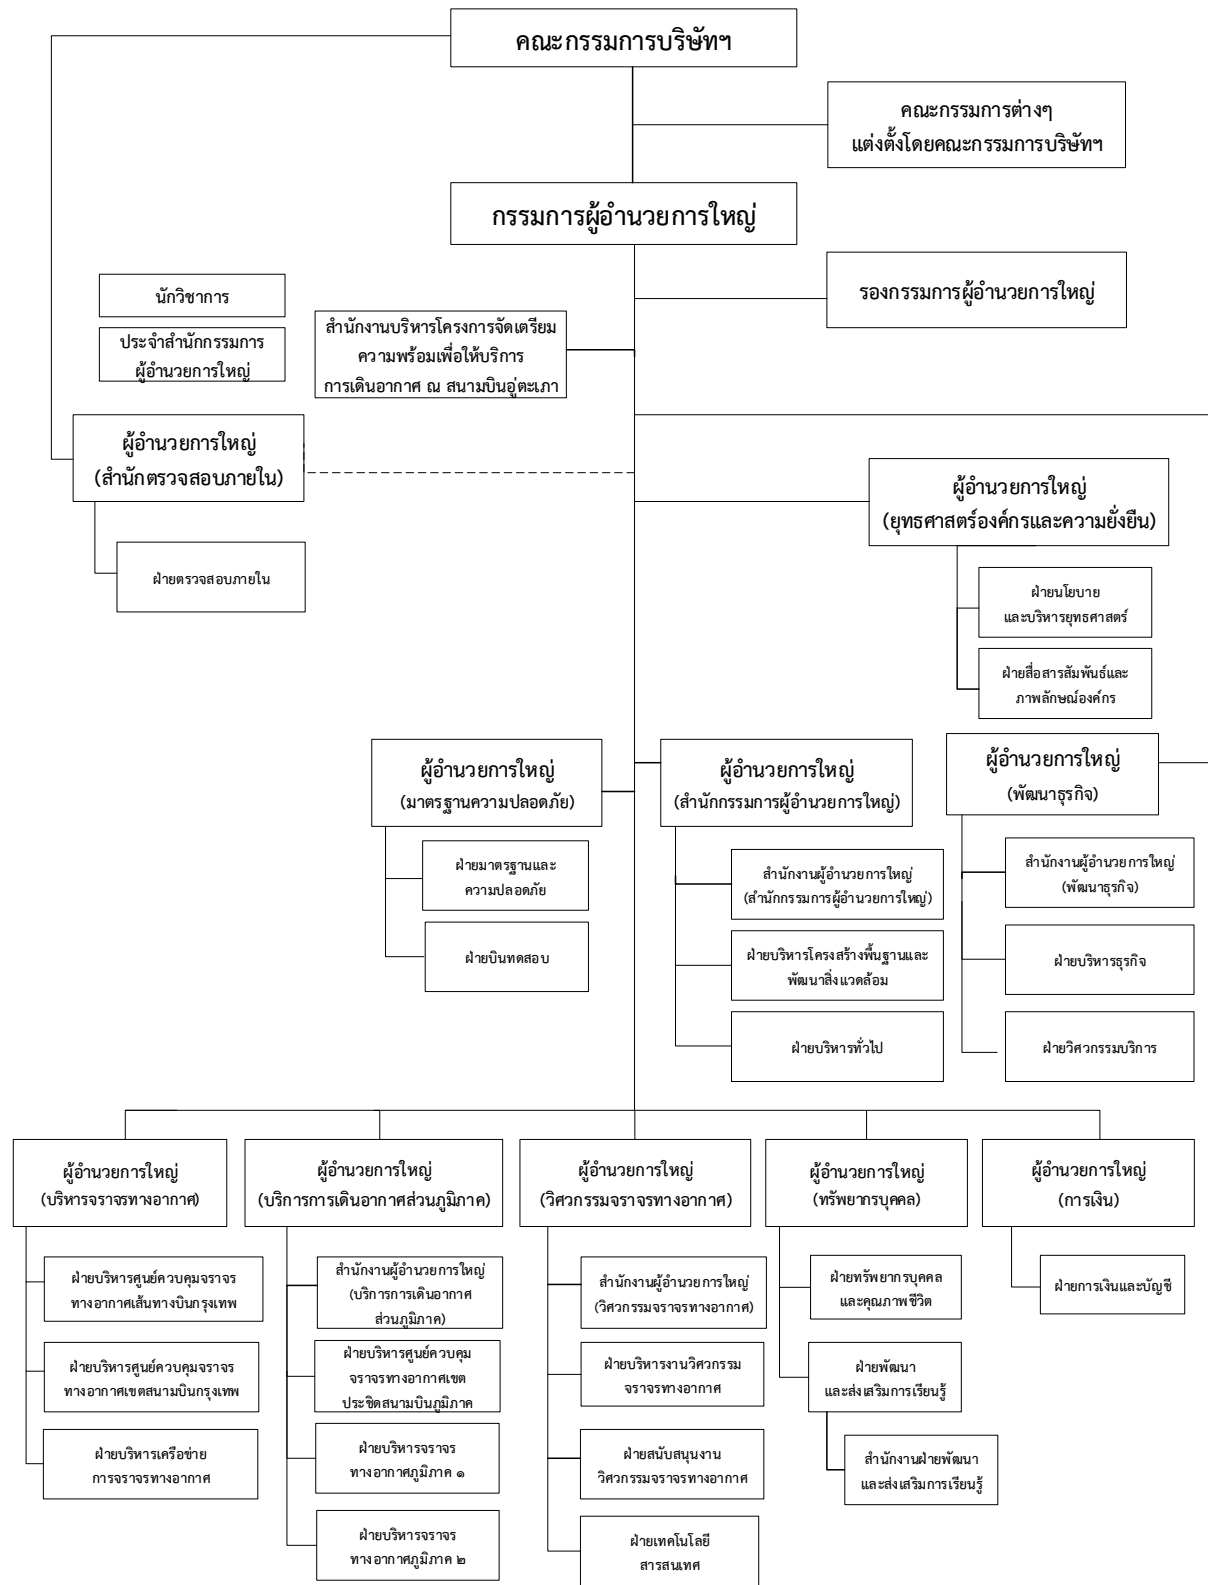 คณะกรรมการบริษัทฯ
คณะกรรมการต่างๆ
แต่งตั้งโดยคณะกรรมการบริษัทฯ
กรรมการผู้อำนวยการใหญ่
รองกรรมการผู้อำนวยการใหญ่
นักวิชาการ
ประจำสำนักกรรมการ
ผู้อำนวยการใหญ่
สำนักงานบริหารโครงการจัดเตรียม
ความพร้อมเพื่อให้บริการ
การเดินอากาศ ณ สนามบินอู่ตะเภา
ผู้อำนวยการใหญ่
(สำนักตรวจสอบภายใน)
ฝ่ายตรวจสอบภายใน
ผู้อำนวยการใหญ่
(ยุทธศาสตร์องค์กรและความยั่งยืน)
ฝ่ายนโยบาย
และบริหารยุทธศาสตร์
ฝ่ายสื่อสารสัมพันธ์และ
ภาพลักษณ์องค์กร
ผู้อำนวยการใหญ่
(มาตรฐานความปลอดภัย)
ฝ่ายมาตรฐานและ
ความปลอดภัย
ฝ่ายบินทดสอบ
ผู้อำนวยการใหญ่
(สำนักกรรมการผู้อำนวยการใหญ่)
สำนักงานผู้อำนวยการใหญ่
(สำนักกรรมการผู้อำนวยการใหญ่)
ฝ่ายบริหารโครงสร้างพื้นฐานและ
พัฒนาสิ่งแวดล้อม
ฝ่ายบริหารทั่วไป
ผู้อำนวยการใหญ่
(พัฒนาธุรกิจ)
สำนักงานผู้อำนวยการใหญ่
(พัฒนาธุรกิจ)
ฝ่ายบริหารธุรกิจ
ฝ่ายวิศวกรรมบริการ
ผู้อำนวยการใหญ่
(บริหารจราจรทางอากาศ)
ฝ่ายบริหารศูนย์ควบคุมจราจร
ทางอากาศเส้นทางบินกรุงเทพ
ฝ่ายบริหารศูนย์ควบคุมจราจร
ทางอากาศเขตสนามบินกรุงเทพ
ฝ่ายบริหารเครือข่าย
การจราจรทางอากาศ
ผู้อำนวยการใหญ่
(บริการการเดินอากาศส่วนภูมิภาค)
สำนักงานผู้อำนวยการใหญ่
(บริการการเดินอากาศ
ส่วนภูมิภาค)
ฝ่ายบริหารศูนย์ควบคุม
จราจรทางอากาศเขต
ประชิดสนามบินภูมิภาค
ฝ่ายบริหารจราจร
ทางอากาศภูมิภาค ๑
ฝ่ายบริหารจราจร
ทางอากาศภูมิภาค ๒
ผู้อำนวยการใหญ่
(วิศวกรรมจราจรทางอากาศ)
สำนักงานผู้อำนวยการใหญ่
(วิศวกรรมจราจรทางอากาศ)
ฝ่ายบริหารงานวิศวกรรม
จราจรทางอากาศ
ฝ่ายสนับสนุนงาน
วิศวกรรมจราจรทางอากาศ
ฝ่ายเทคโนโลยี
สารสนเทศ
ผู้อำนวยการใหญ่
(ทรัพยากรบุคคล)
ฝ่ายทรัพยากรบุคคล
และคุณภาพชีวิต
ฝ่ายพัฒนา
และส่งเสริมการเรียนรู้
สำนักงานฝ่ายพัฒนา
และส่งเสริมการเรียนรู้
ผู้อำนวยการใหญ่
(การเงิน)
ฝ่ายการเงินและบัญชี